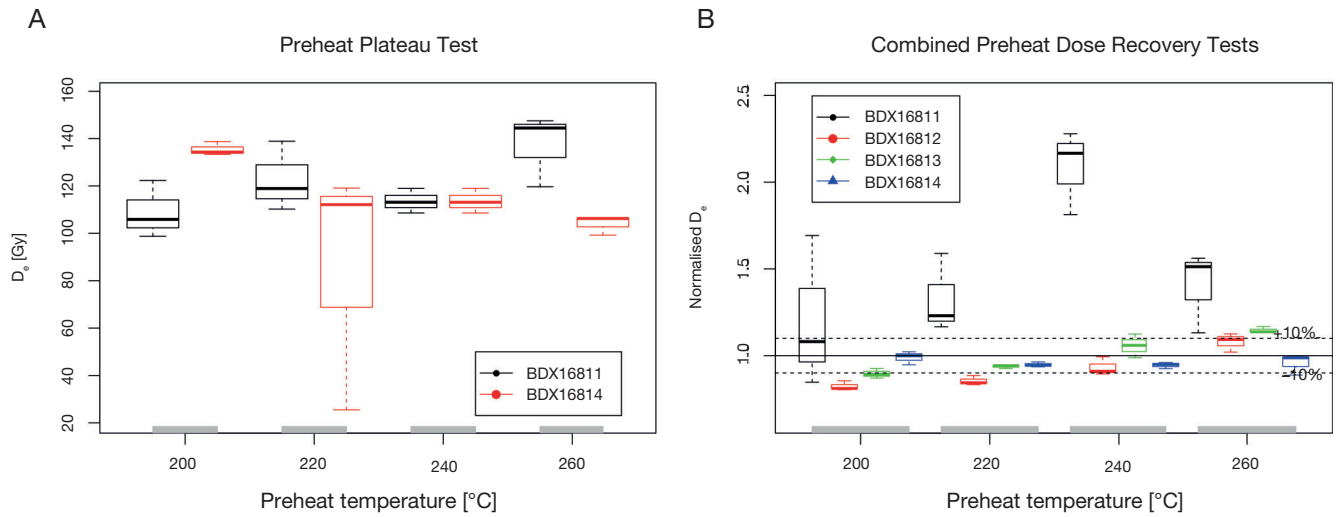 A
Preheat Plateau Test
D_e [Gy]
160
140
120
100
80
60
40
20
BDX16811
BDX16814
200
220
240
260
Preheat temperature [°C]
B
Combined Preheat Dose Recovery Tests
Normalised D_e
2.5
2.0
1.5
1.0
BDX16811
BDX16812
BDX16813
BDX16814
+10%
−10%
200
220
240
260
Preheat temperature [°C]